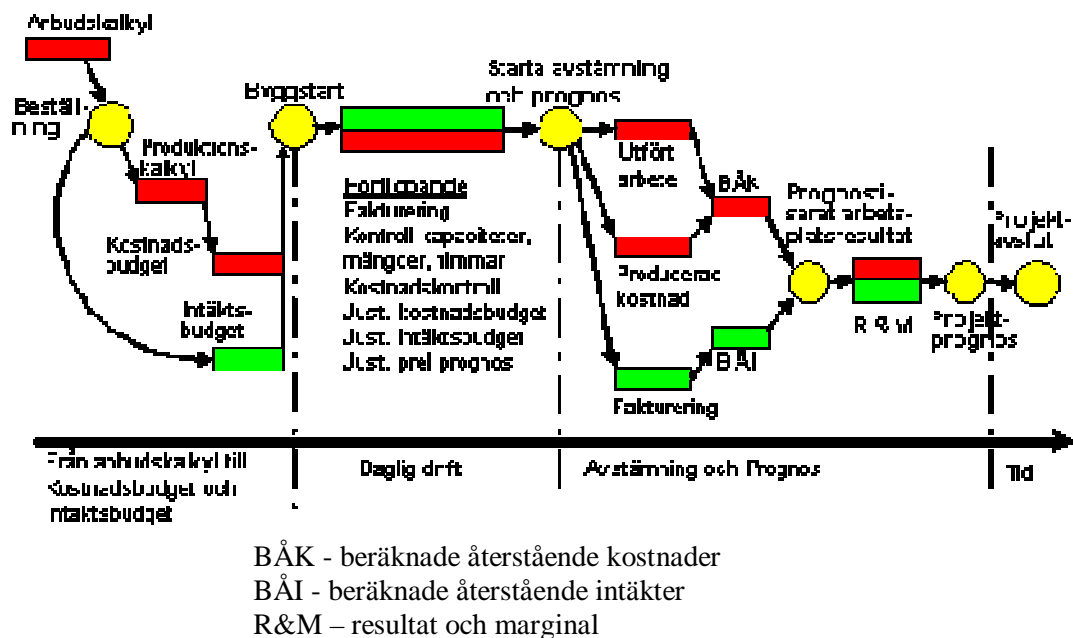 Anbudskalkyl
Beställ-
ning
Produktions-
kalkyl
Kostnads-
budget
Intäkts-
budget
Byggstart
Fortlöpande
Fakturering
Kontroll kapaciteter,
mängder, timmar
Kostnadskontroll
Just. kostnadsbudget
Just. intäktsbudget
Just. prel prognos
Starta avstämning
och prognos
Utfört
arbete
Producerad
kostnad
Fakturering
BÅK
BÅI
Prognosti-
serat arbets-
platsresultat
R & M
Projekt-
prognos
Projekt-
avslut
Från anbudskalkyl till
Kostnadsbudget och
Intäktsbudget
Daglig drift
Avstämning och Prognos
Tid
BÅK - beräknade återstående kostnader
BÅI - beräknade återstående intäkter
R&M – resultat och marginal